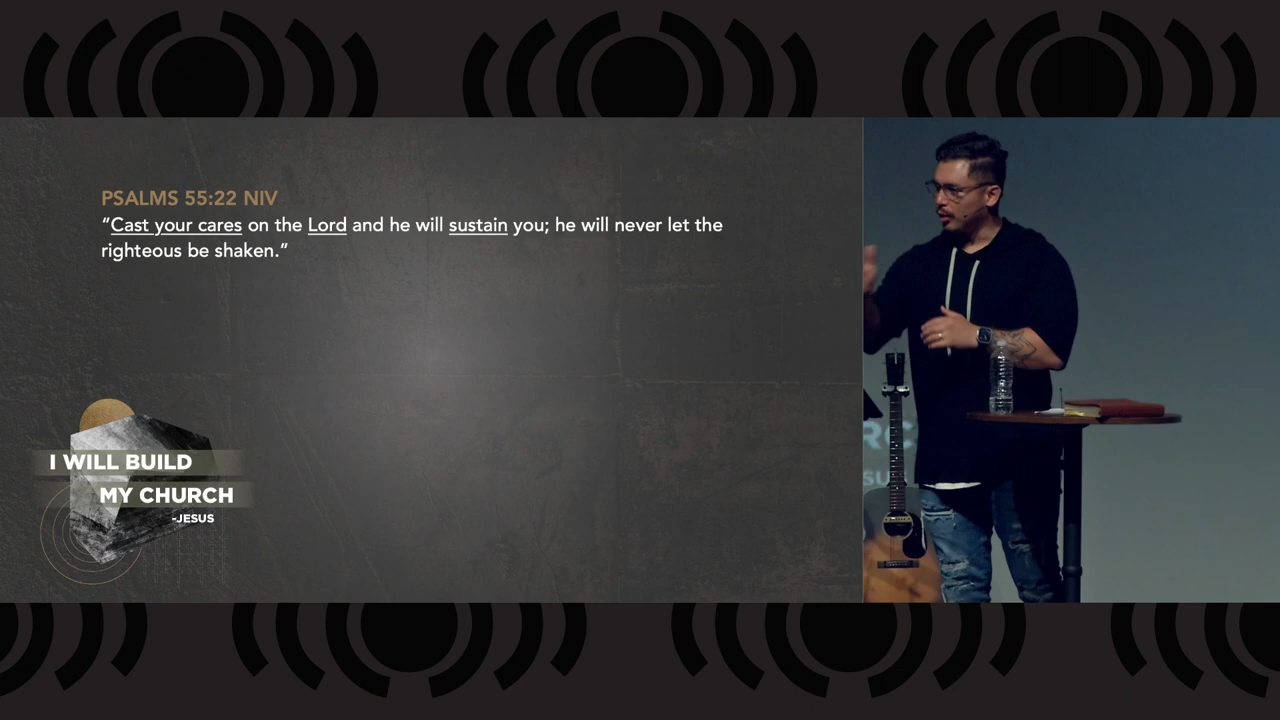 PSALMS 55:22 NIV
“Cast your cares on the Lord and he will sustain you; he will never let the
righteous be shaken.”
I WILL BUILD
MY CHURCH
-JESUS